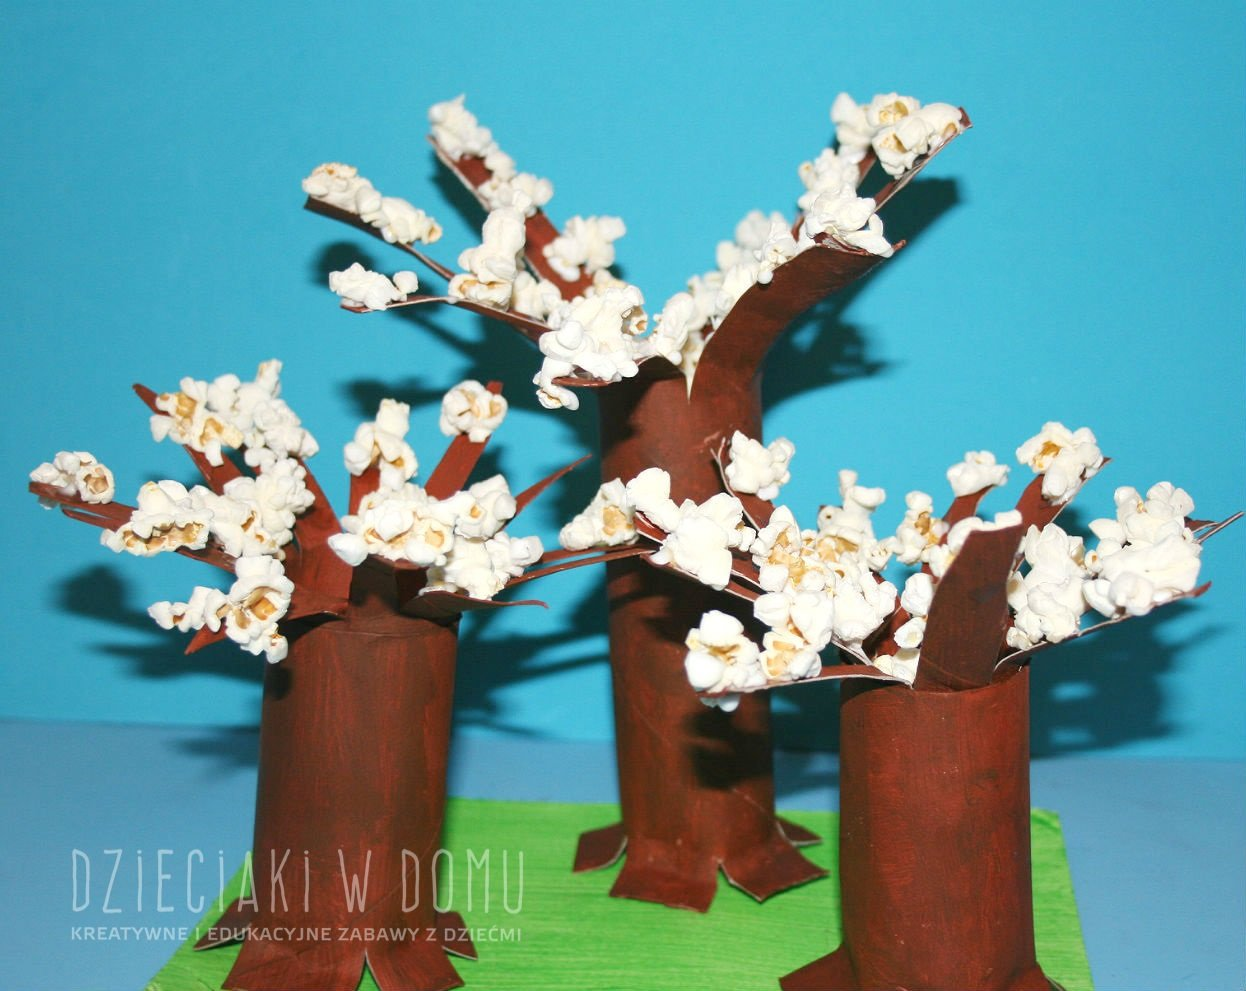 DZIECIAKI W DOMU
KREATYWNE I EDUKACYJNE ZABAWY Z DZIEĆMI